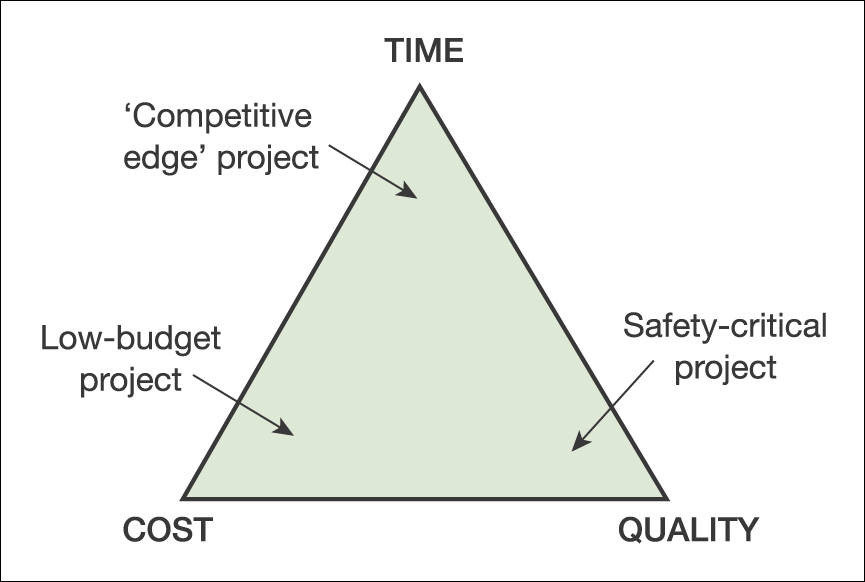 TIME
‘Competitive
edge’ project
Low-budget
project
Safety-critical
project
COST
QUALITY